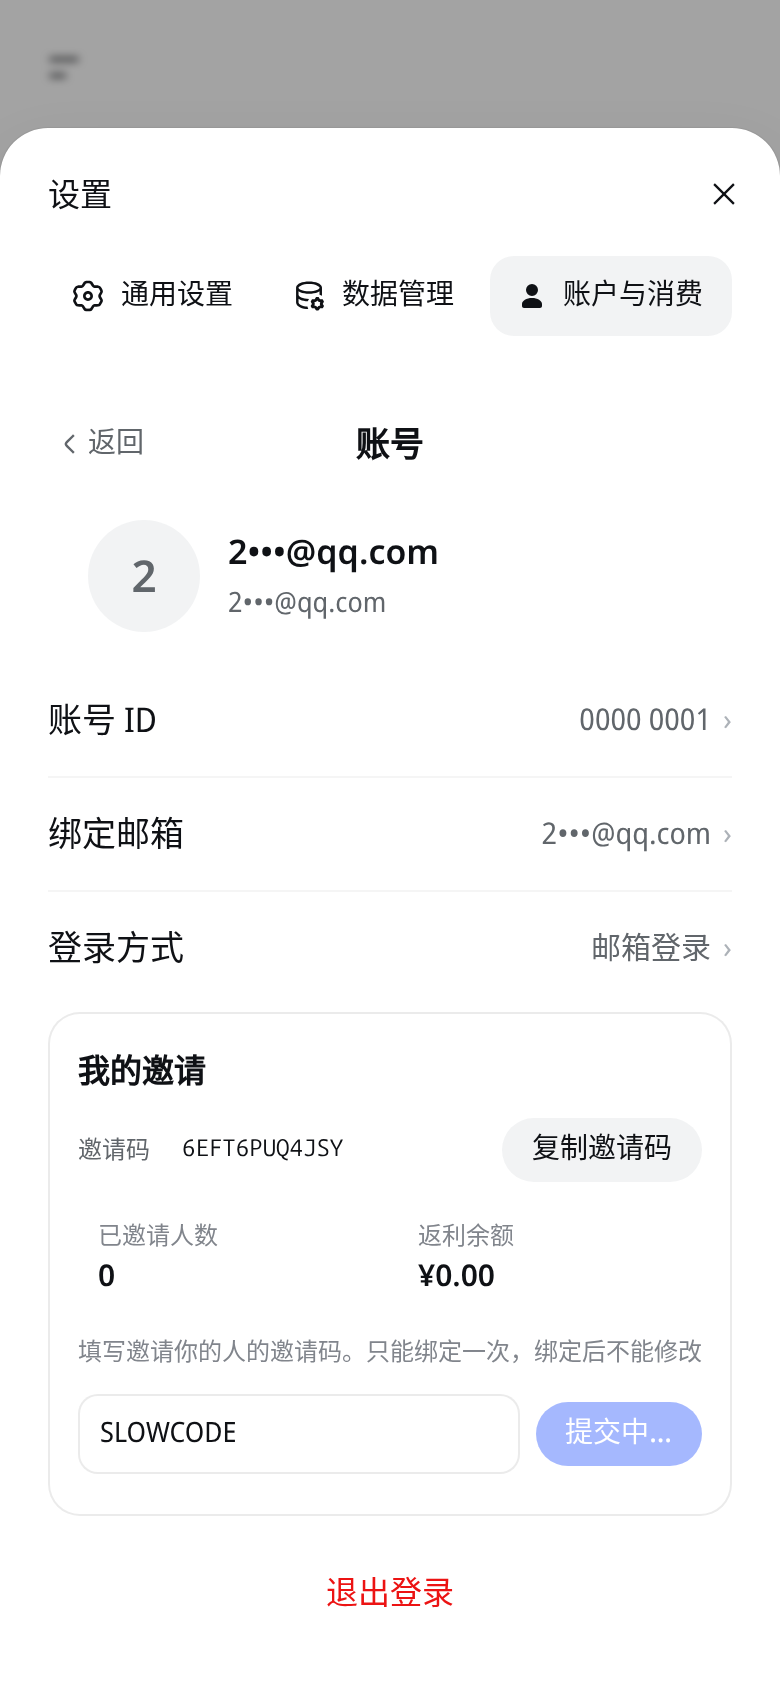 设置
通用设置 数据管理 账户与消费
返回 账号
2
2•••@qq.com
2•••@qq.com
账号 ID 0000 0001
绑定邮箱 2•••@qq.com
登录方式 邮箱登录
我的邀请
邀请码 6EFT6PUQ4JSY 复制邀请码
已邀请人数 返利余额
0 ¥0.00
填写邀请你的人的邀请码。只能绑定一次，绑定后不能修改
SLOWCODE 提交中...
退出登录